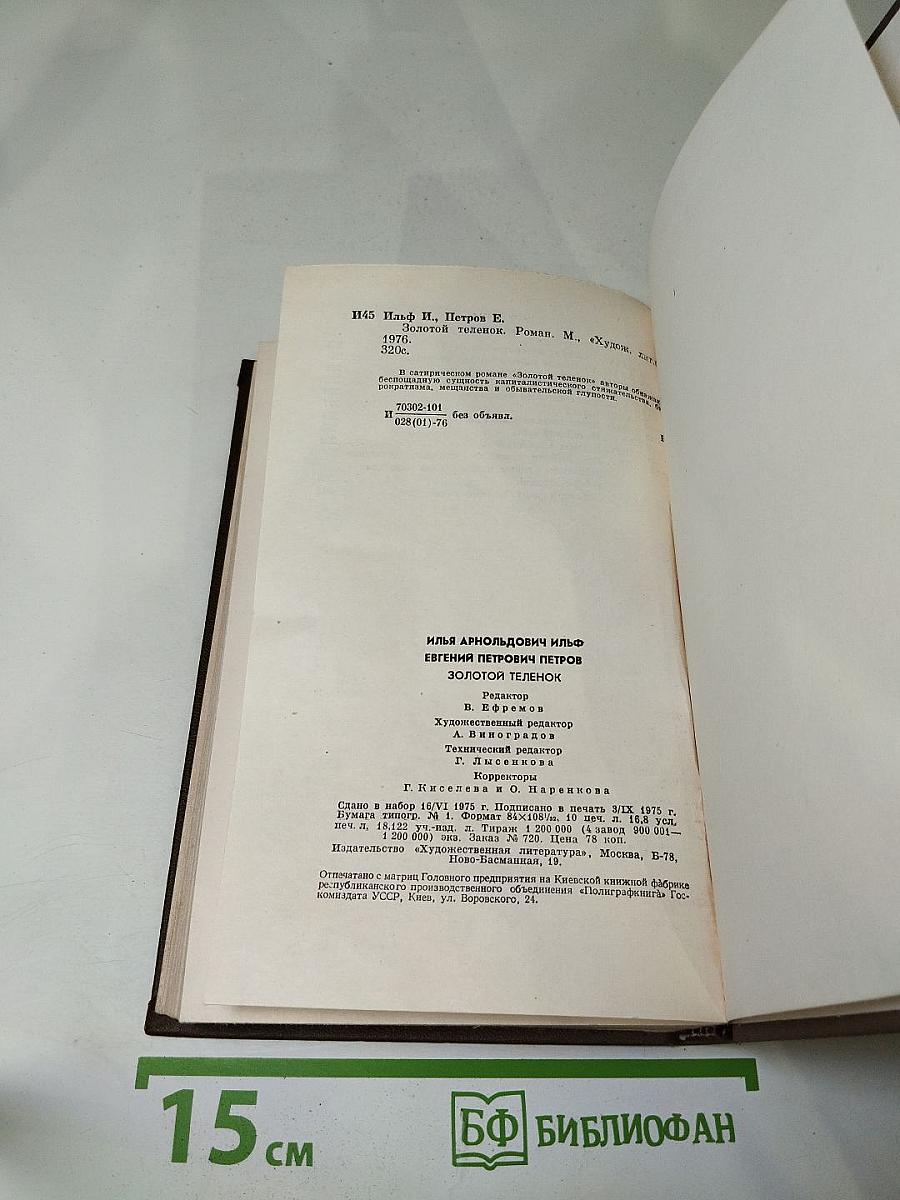 И45 Ильф И., Петров Е.
Золотой теленок. Роман. М., «Худож. лит.
1976.
320с.
В сатирическом романе «Золотой теленок» авторы
беспощадную сущность капиталистического стяжательства,
рократизма, мещанства и обывательской глупости.
И 70302-101 без объявл.
028(01)-76
ИЛЬЯ АРНОЛЬДОВИЧ ИЛЬФ
ЕВГЕНИЙ ПЕТРОВИЧ ПЕТРОВ
ЗОЛОТОЙ ТЕЛЕНОК
Редактор
В. Ефремов
Художественный редактор
А. Виноградов
Технический редактор
Г. Лысенкова
Корректоры
Г. Киселева и О. Наренкова
Сдано в набор 16/VI 1975 г. Подписано в печать 3/IX 1975 г.
Бумага типогр. № 1. Формат 84×108¹/₃₂, 10 печ. л. 16,8 усл.
печ. л, 18,122 уч.-изд. л. Тираж 1 200 000 (4 завод 900 001—
1 200 000) экз. Заказ № 720. Цена 78 коп.
Издательство «Художественная литература», Москва, Б-78,
Ново-Басманная, 19.
Отпечатано с матриц Головного предприятия на Киевской книжной фабрике
республиканского производственного объединения «Полиграфкнига» Гос-
комиздата УССР, Киев, ул. Воровского, 24.
15 см
БФ БИБЛИОФАН